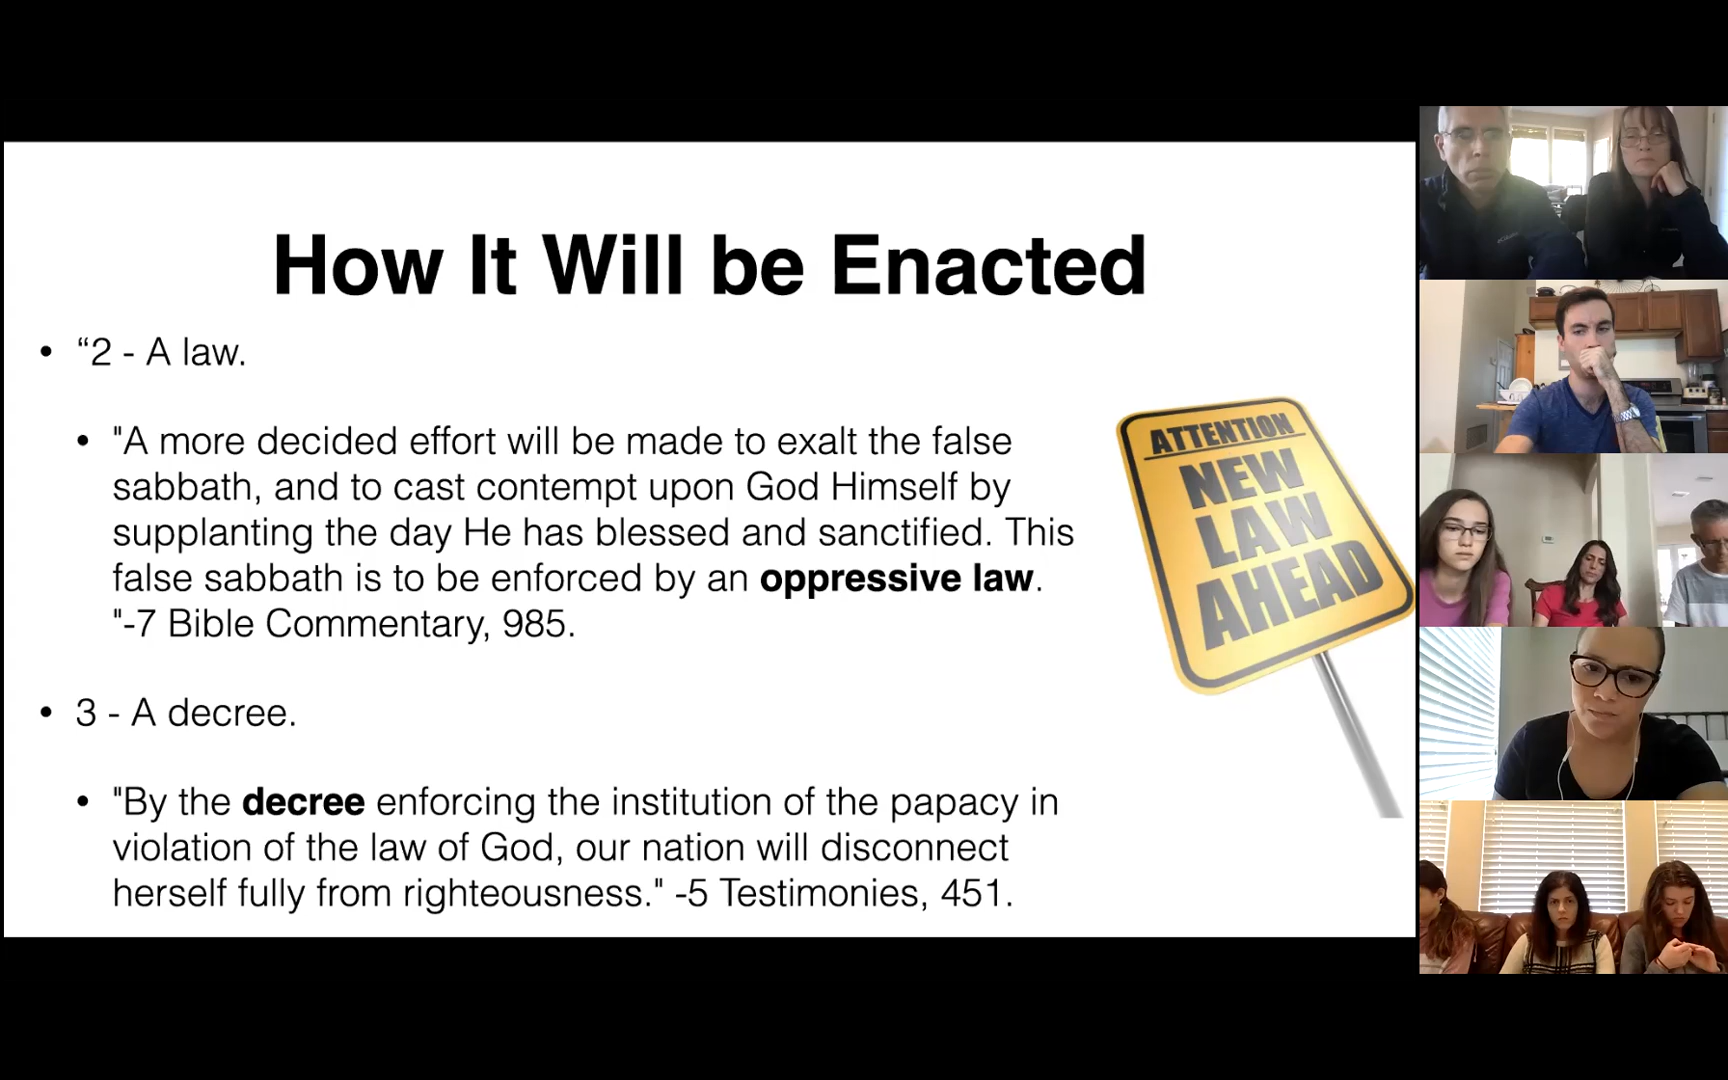 How It Will be Enacted
• “2 - A law.
• "A more decided effort will be made to exalt the false
sabbath, and to cast contempt upon God Himself by
supplanting the day He has blessed and sanctified. This
false sabbath is to be enforced by an oppressive law.
"-7 Bible Commentary, 985.
• 3 - A decree.
• "By the decree enforcing the institution of the papacy in
violation of the law of God, our nation will disconnect
herself fully from righteousness." -5 Testimonies, 451.
ATTENTION
NEW
LAW
AHEAD